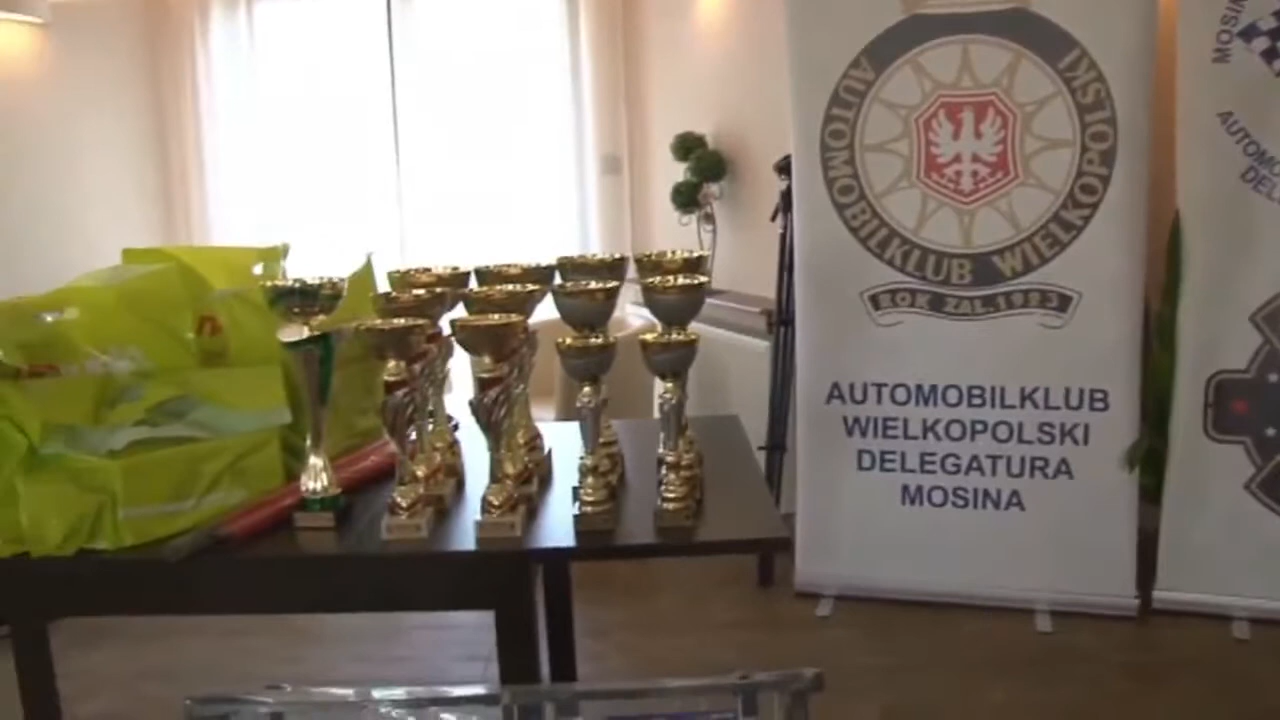 AUTOMOBILKLUB WIELKOPOLSKI
ROK ZAL. 1923
AUTOMOBILKLUB
WIELKOPOLSKI
DELEGATURA
MOSINA